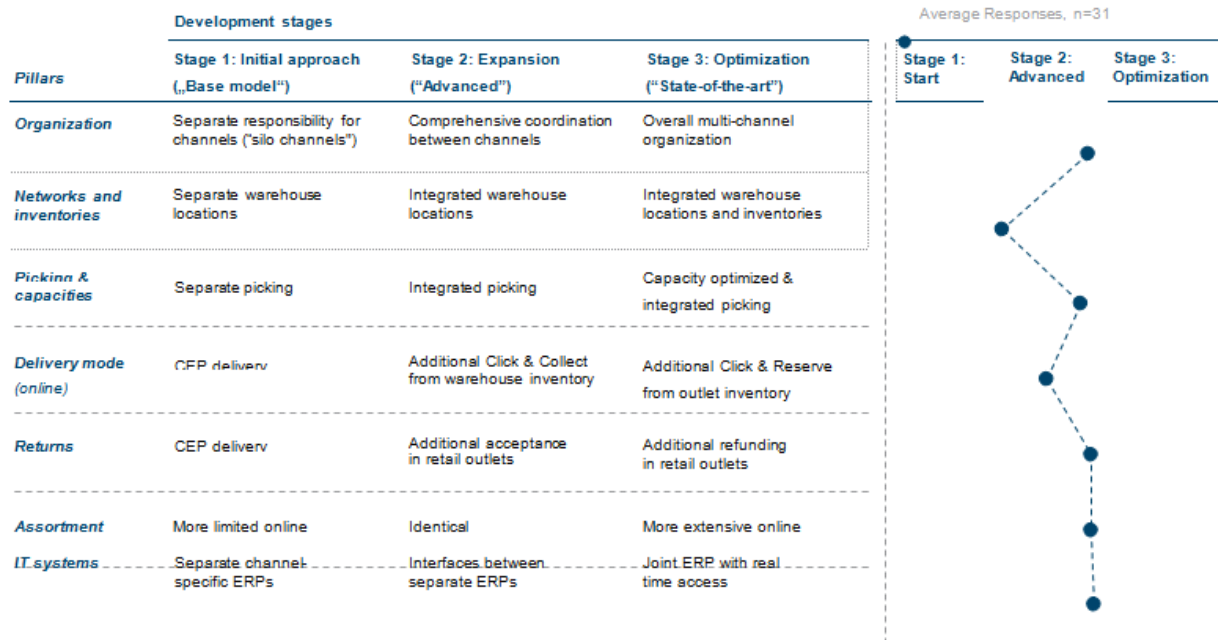 Development stages
Average Responses, n=31
Pillars
Stage 1: Initial approach
(„Base model“)
Stage 2: Expansion
(“Advanced”)
Stage 3: Optimization
(“State-of-the-art”)
Stage 1:
Start
Stage 2:
Advanced
Stage 3:
Optimization
Organization
Separate responsibility for
channels ("silo channels")
Comprehensive coordination
between channels
Overall multi-channel
organization
Networks and
inventories
Separate warehouse
locations
Integrated warehouse
locations
Integrated warehouse
locations and inventories
Picking &
capacities
Separate picking
Integrated picking
Capacity optimized &
integrated picking
Delivery mode
(online)
CEP delivery
Additional Click & Collect
from warehouse inventory
Additional Click & Reserve
from outlet inventory
Returns
CEP delivery
Additional acceptance
in retail outlets
Additional refunding
in retail outlets
Assortment
More limited online
Identical
More extensive online
IT systems
Separate channel-
specific ERPs
Interfaces between
separate ERPs
Joint ERP with real
time access